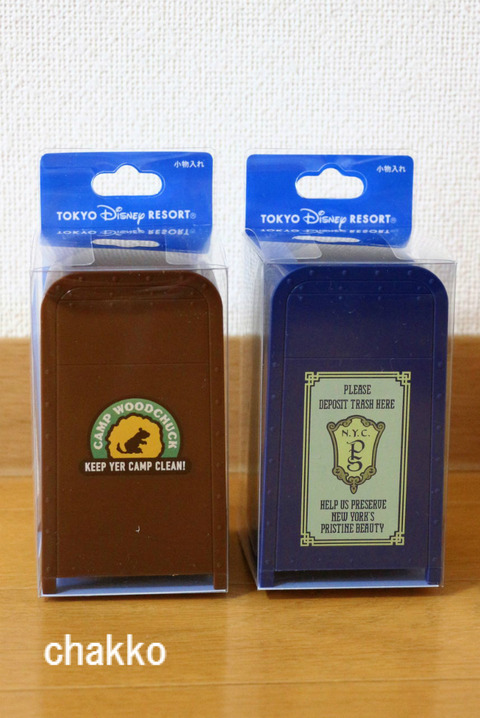 小物入れ
TOKYO Disney RESORT®
CAMP WOODCHUCK
KEEP YER CAMP CLEAN!
小物入れ
TOKYO Disney RESORT®
PLEASE
DEPOSIT TRASH HERE
N.Y.C.
PS
HELP US PRESERVE
NEW YORK'S
PRISTINE BEAUTY
chakko